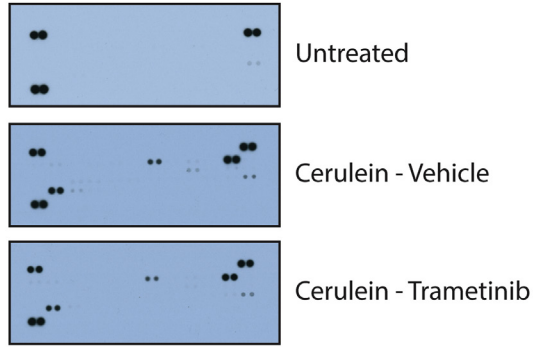 Untreated
Cerulein - Vehicle
Cerulein - Trametinib